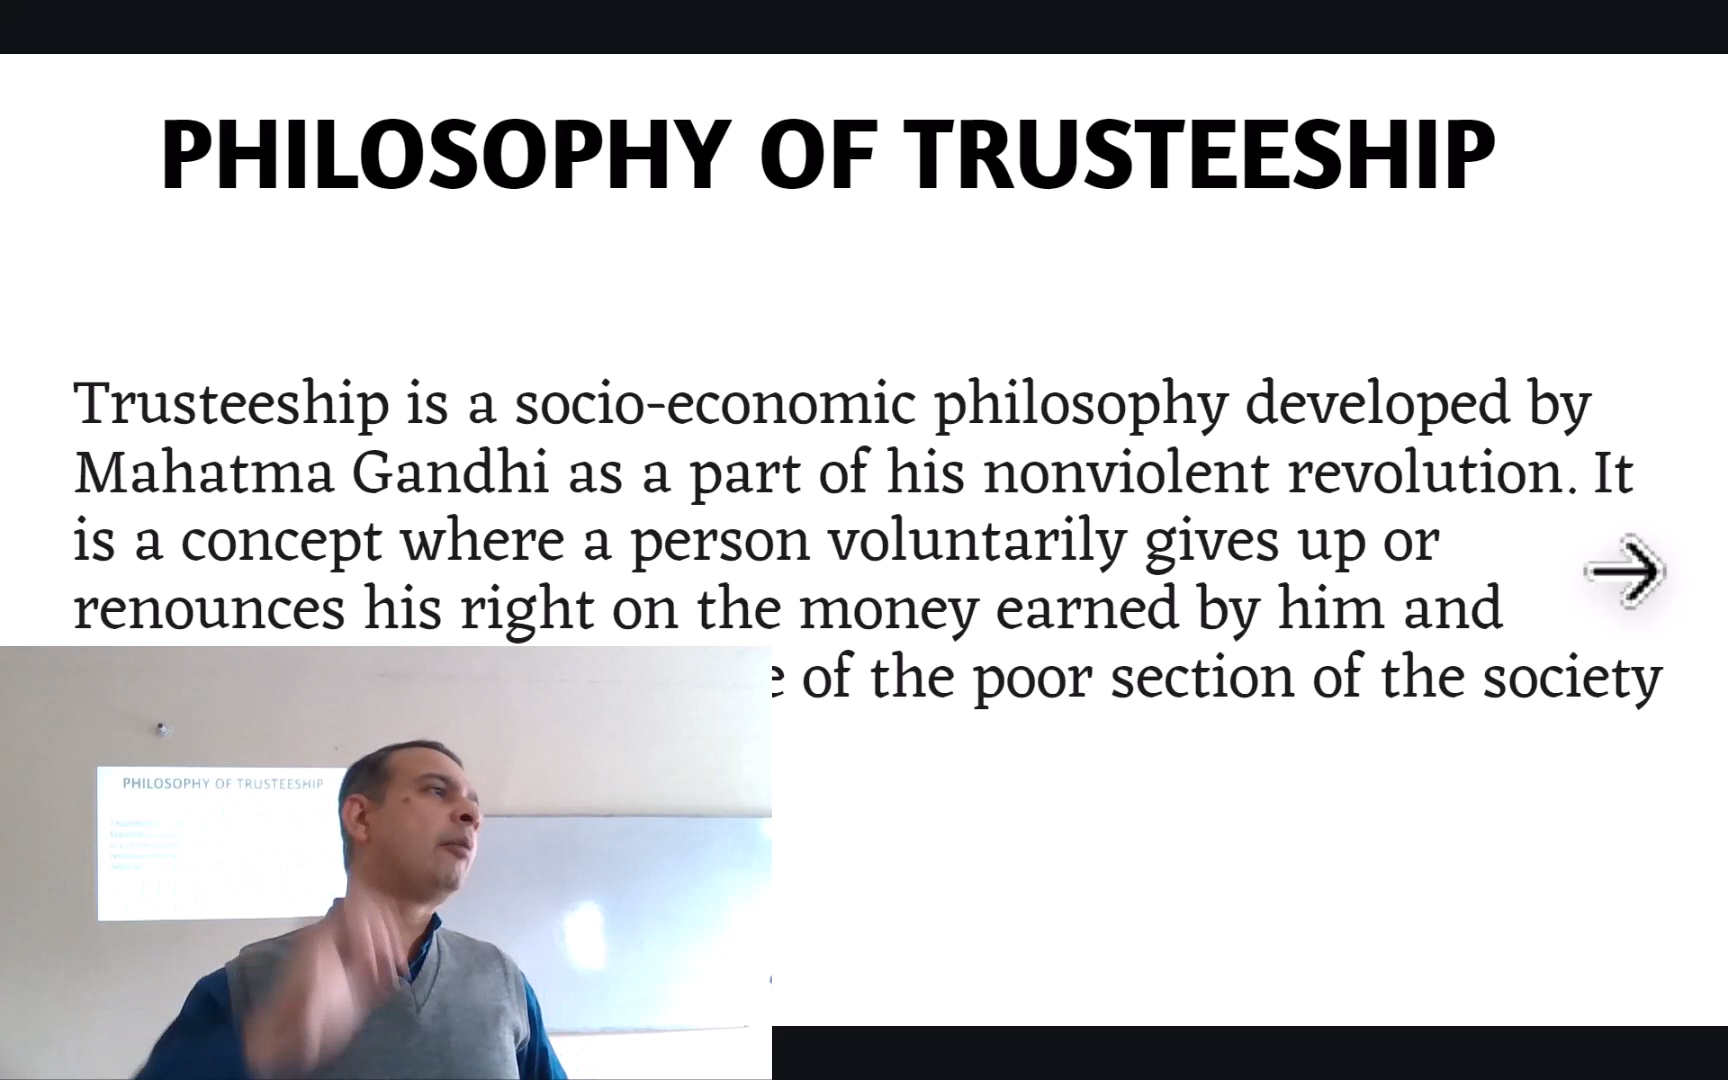 PHILOSOPHY OF TRUSTEESHIP
Trusteeship is a socio-economic philosophy developed by
Mahatma Gandhi as a part of his nonviolent revolution. It
is a concept where a person voluntarily gives up or
renounces his right on the money earned by him and
of the poor section of the society
PHILOSOPHY OF TRUSTEESHIP